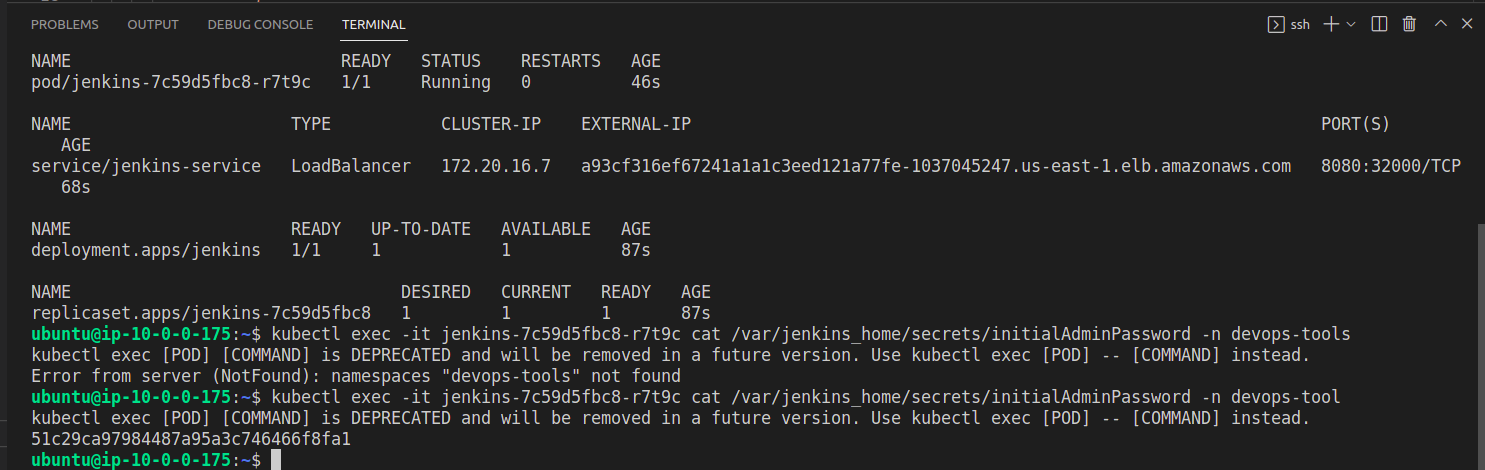 PROBLEMS OUTPUT DEBUG CONSOLE TERMINAL ssh
NAME READY STATUS RESTARTS AGE
pod/jenkins-7c59d5fbc8-r7t9c 1/1 Running 0 46s
NAME TYPE CLUSTER-IP EXTERNAL-IP PORT(S)
AGE
service/jenkins-service LoadBalancer 172.20.16.7 a93cf316ef67241a1a1c3eed121a77fe-1037045247.us-east-1.elb.amazonaws.com 8080:32000/TCP
68s
NAME READY UP-TO-DATE AVAILABLE AGE
deployment.apps/jenkins 1/1 1 1 87s
NAME DESIRED CURRENT READY AGE
replicaset.apps/jenkins-7c59d5fbc8 1 1 1 87s
ubuntu@ip-10-0-0-175:~$ kubectl exec -it jenkins-7c59d5fbc8-r7t9c cat /var/jenkins_home/secrets/initialAdminPassword -n devops-tools
kubectl exec [POD] [COMMAND] is DEPRECATED and will be removed in a future version. Use kubectl exec [POD] -- [COMMAND] instead.
Error from server (NotFound): namespaces "devops-tools" not found
ubuntu@ip-10-0-0-175:~$ kubectl exec -it jenkins-7c59d5fbc8-r7t9c cat /var/jenkins_home/secrets/initialAdminPassword -n devops-tool
kubectl exec [POD] [COMMAND] is DEPRECATED and will be removed in a future version. Use kubectl exec [POD] -- [COMMAND] instead.
51c29ca97984487a95a3c746466f8fa1
ubuntu@ip-10-0-0-175:~$